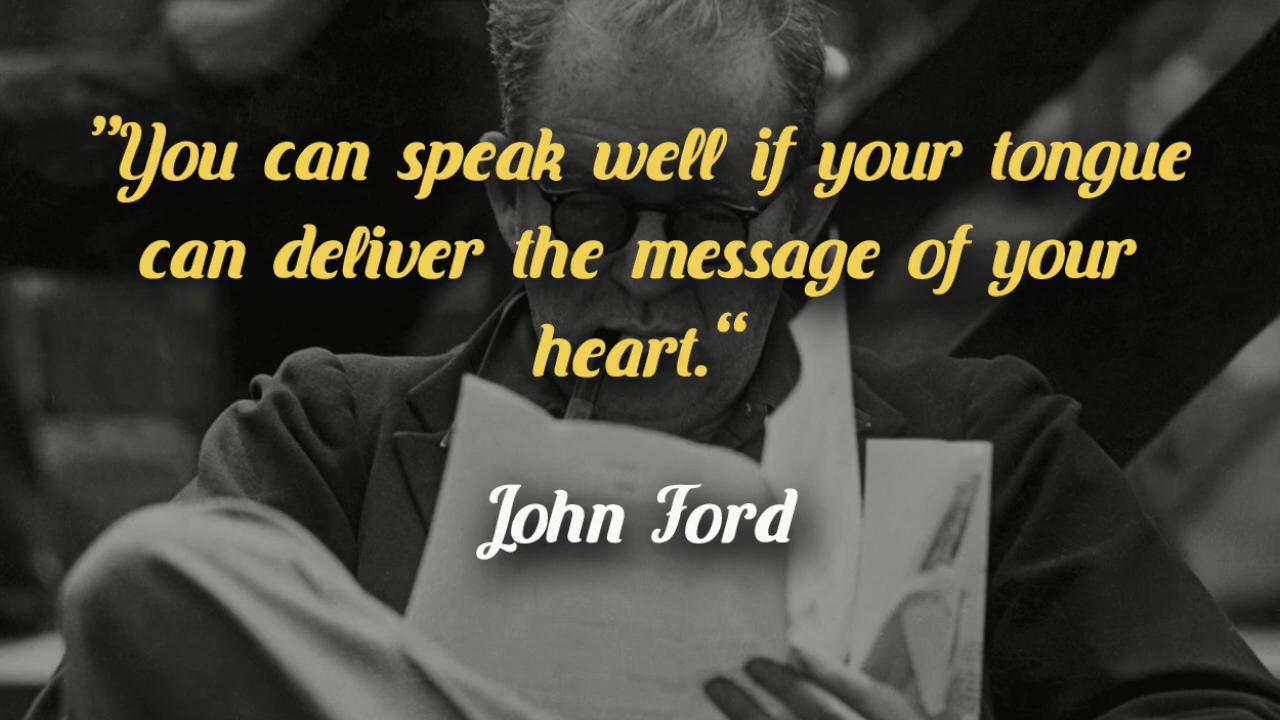 ”You can speak well if your tongue
can deliver the message of your
heart.“
John Ford